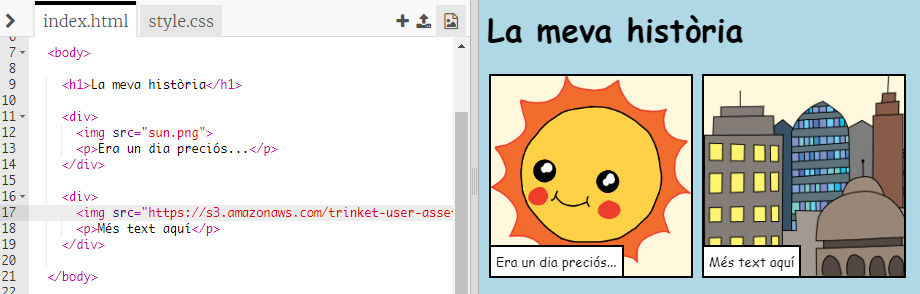 index.html
style.css
6
7 <body>
8
9 <h1>La meva història</h1>
10
11 <div>
12 <img src="sun.png">
13 <p>Era un dia preciós...</p>
14 </div>
15
16 <div>
17 <img src="https://s3.amazonaws.com/trinket-user-asse
18 <p>Més text aquí</p>
19 </div>
20
21 </body>
22
La meva història
Era un dia preciós...
Més text aquí